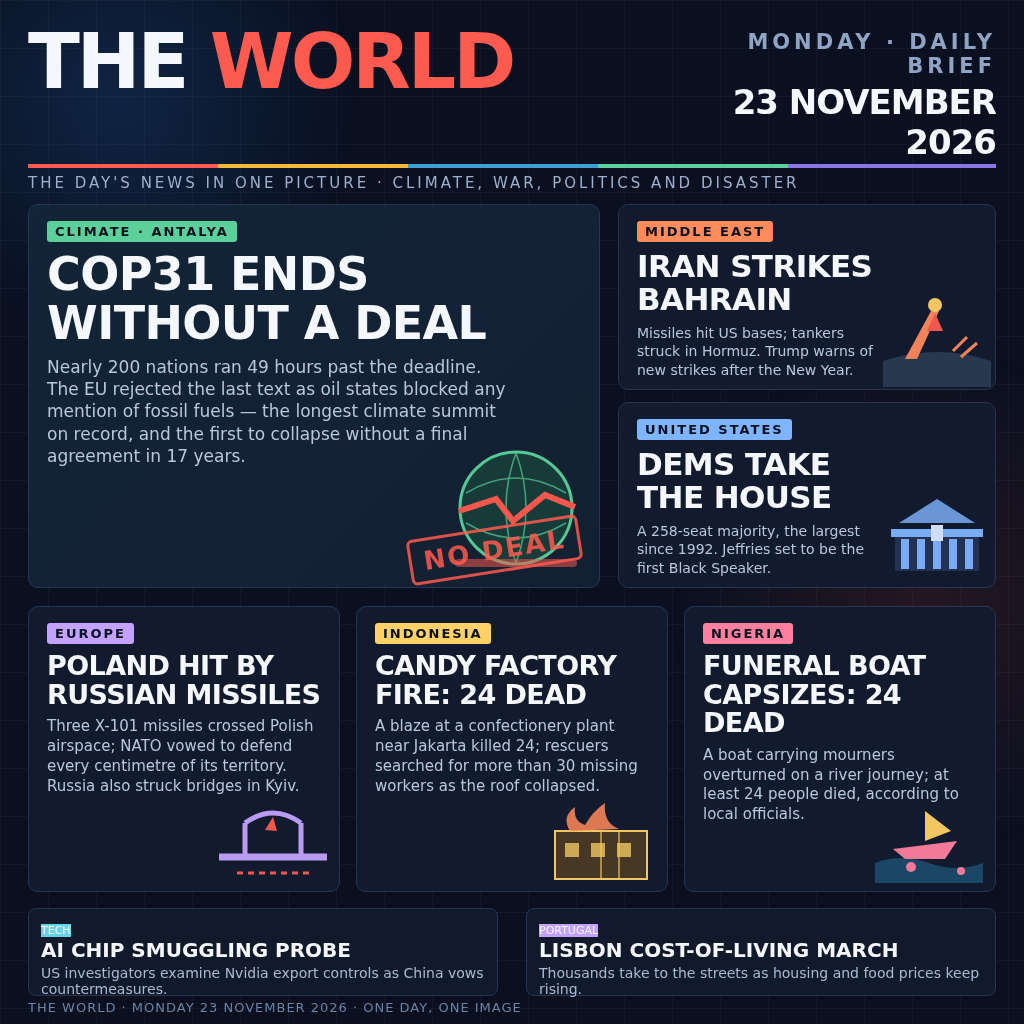 THE WORLD
MONDAY · DAILY
BRIEF
23 NOVEMBER
2026
THE DAY'S NEWS IN ONE PICTURE · CLIMATE, WAR, POLITICS AND DISASTER
CLIMATE · ANTALYA
COP31 ENDS
WITHOUT A DEAL
Nearly 200 nations ran 49 hours past the deadline.
The EU rejected the last text as oil states blocked any
mention of fossil fuels — the longest climate summit
on record, and the first to collapse without a final
agreement in 17 years.
NO DEAL
MIDDLE EAST
IRAN STRIKES
BAHRAIN
Missiles hit US bases; tankers
struck in Hormuz. Trump warns of
new strikes after the New Year.
UNITED STATES
DEMS TAKE
THE HOUSE
A 258-seat majority, the largest
since 1992. Jeffries set to be the
first Black Speaker.
EUROPE
POLAND HIT BY
RUSSIAN MISSILES
Three X-101 missiles crossed Polish
airspace; NATO vowed to defend
every centimetre of its territory.
Russia also struck bridges in Kyiv.
INDONESIA
CANDY FACTORY
FIRE: 24 DEAD
A blaze at a confectionery plant
near Jakarta killed 24; rescuers
searched for more than 30 missing
workers as the roof collapsed.
NIGERIA
FUNERAL BOAT
CAPSIZES: 24
DEAD
A boat carrying mourners
overturned on a river journey; at
least 24 people died, according to
local officials.
TECH
AI CHIP SMUGGLING PROBE
US investigators examine Nvidia export controls as China vows
countermeasures.
PORTUGAL
LISBON COST-OF-LIVING MARCH
Thousands take to the streets as housing and food prices keep
rising.
THE WORLD · MONDAY 23 NOVEMBER 2026 · ONE DAY, ONE IMAGE